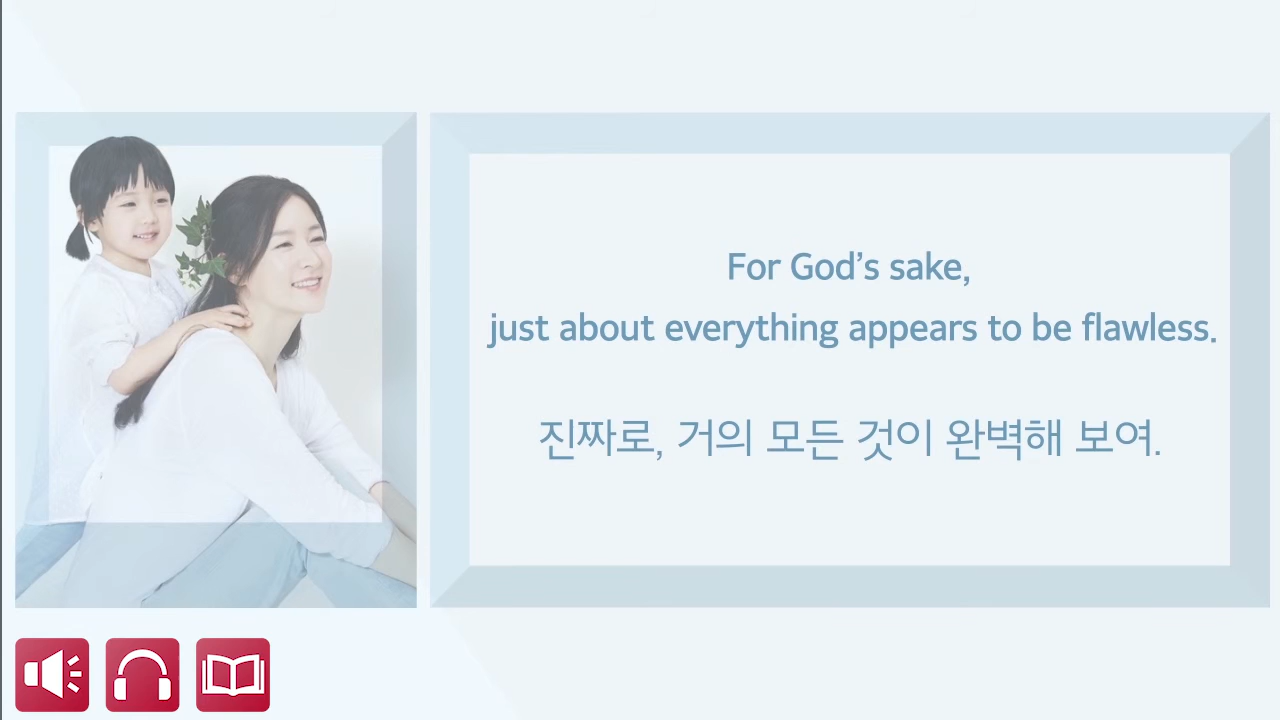 For God’s sake,
just about everything appears to be flawless.
진짜로, 거의 모든 것이 완벽해 보여.